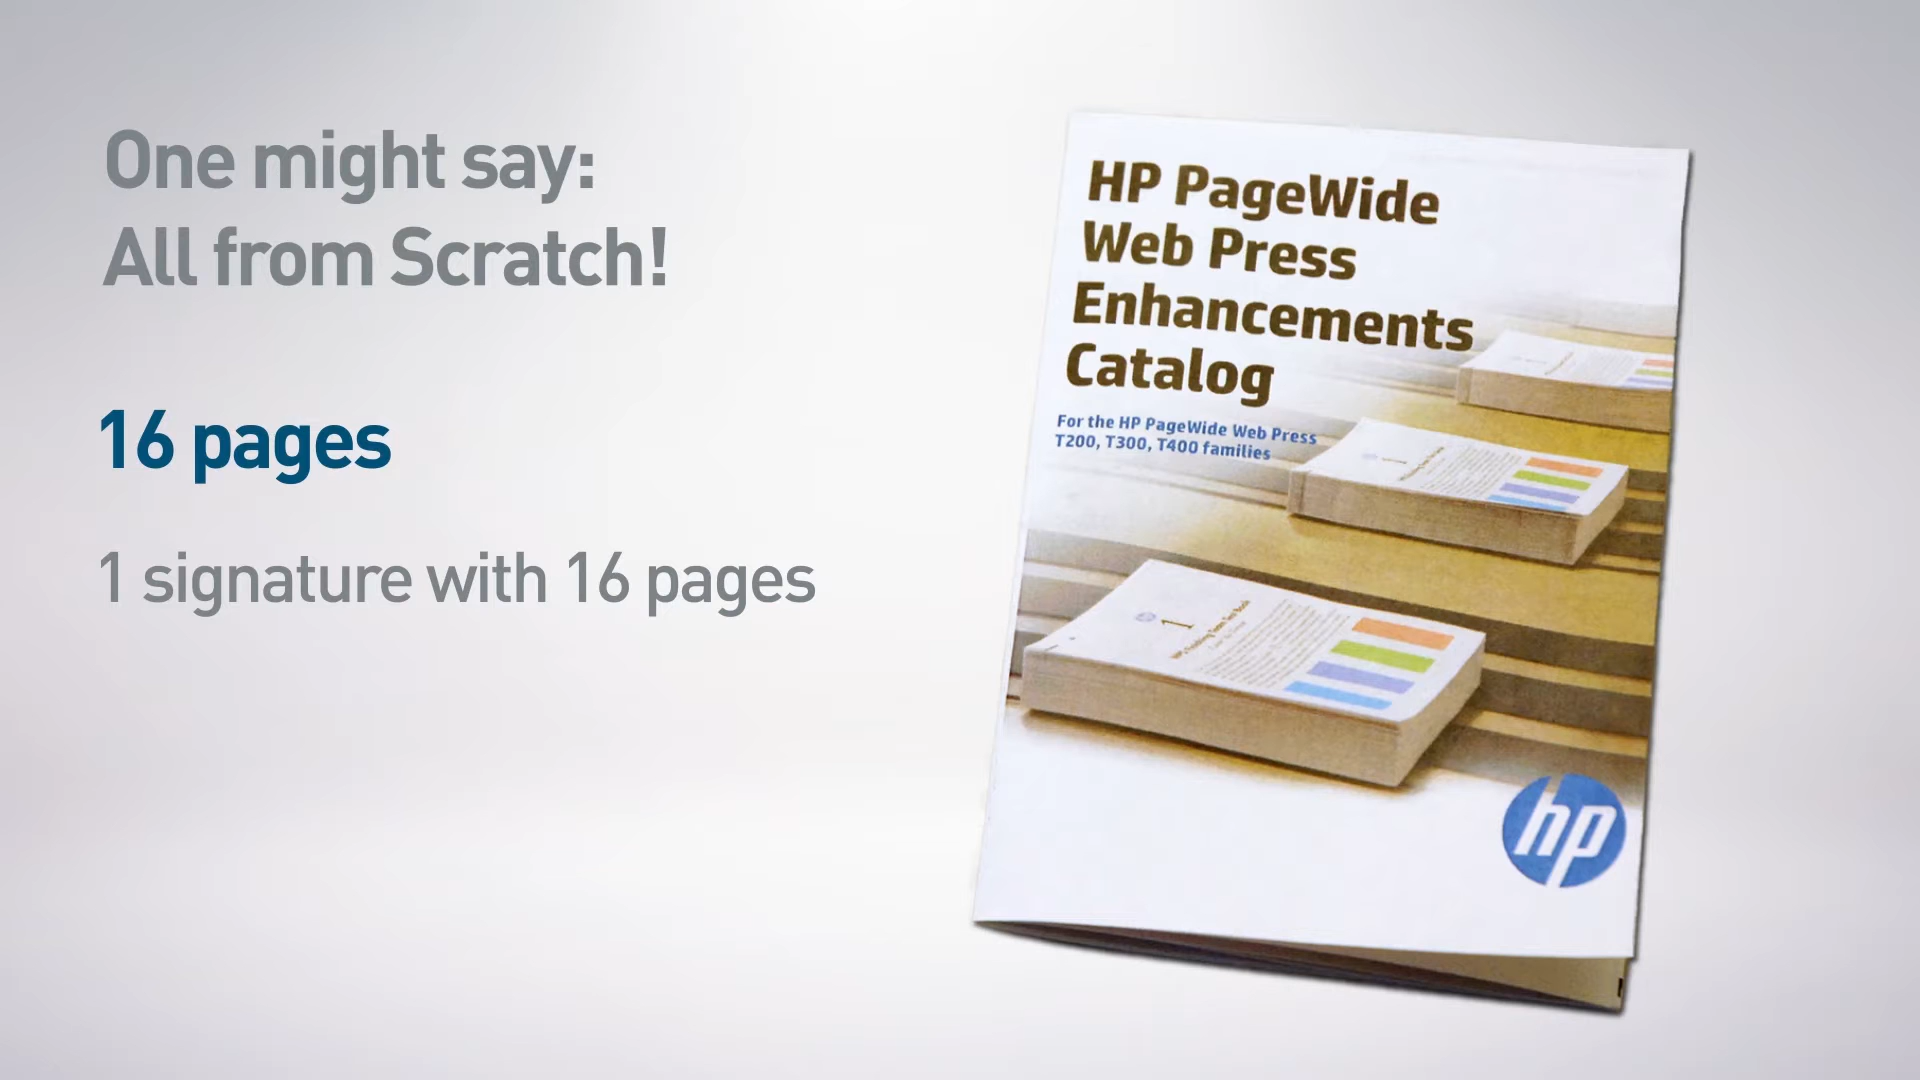 One might say:
All from Scratch!
16 pages
1 signature with 16 pages
HP PageWide
Web Press
Enhancements
Catalog
For the HP PageWide Web Press
T200, T300, T400 families
1
hp